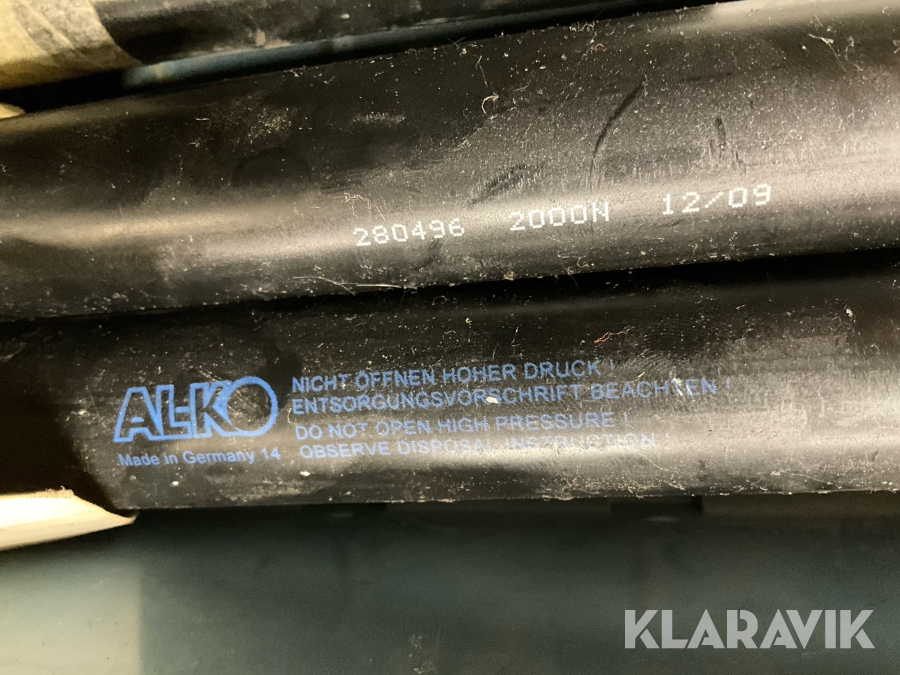 280496 2000N 12/09
AL-KO
Made in Germany 14
NICHT ÖFFNEN HOHER DRUCK !
ENTSORGUNGSVORSCHRIFT BEACHTEN !
DO NOT OPEN HIGH PRESSURE !
OBSERVE DISPOSAL INSTRUCTION !
KLARAVIK